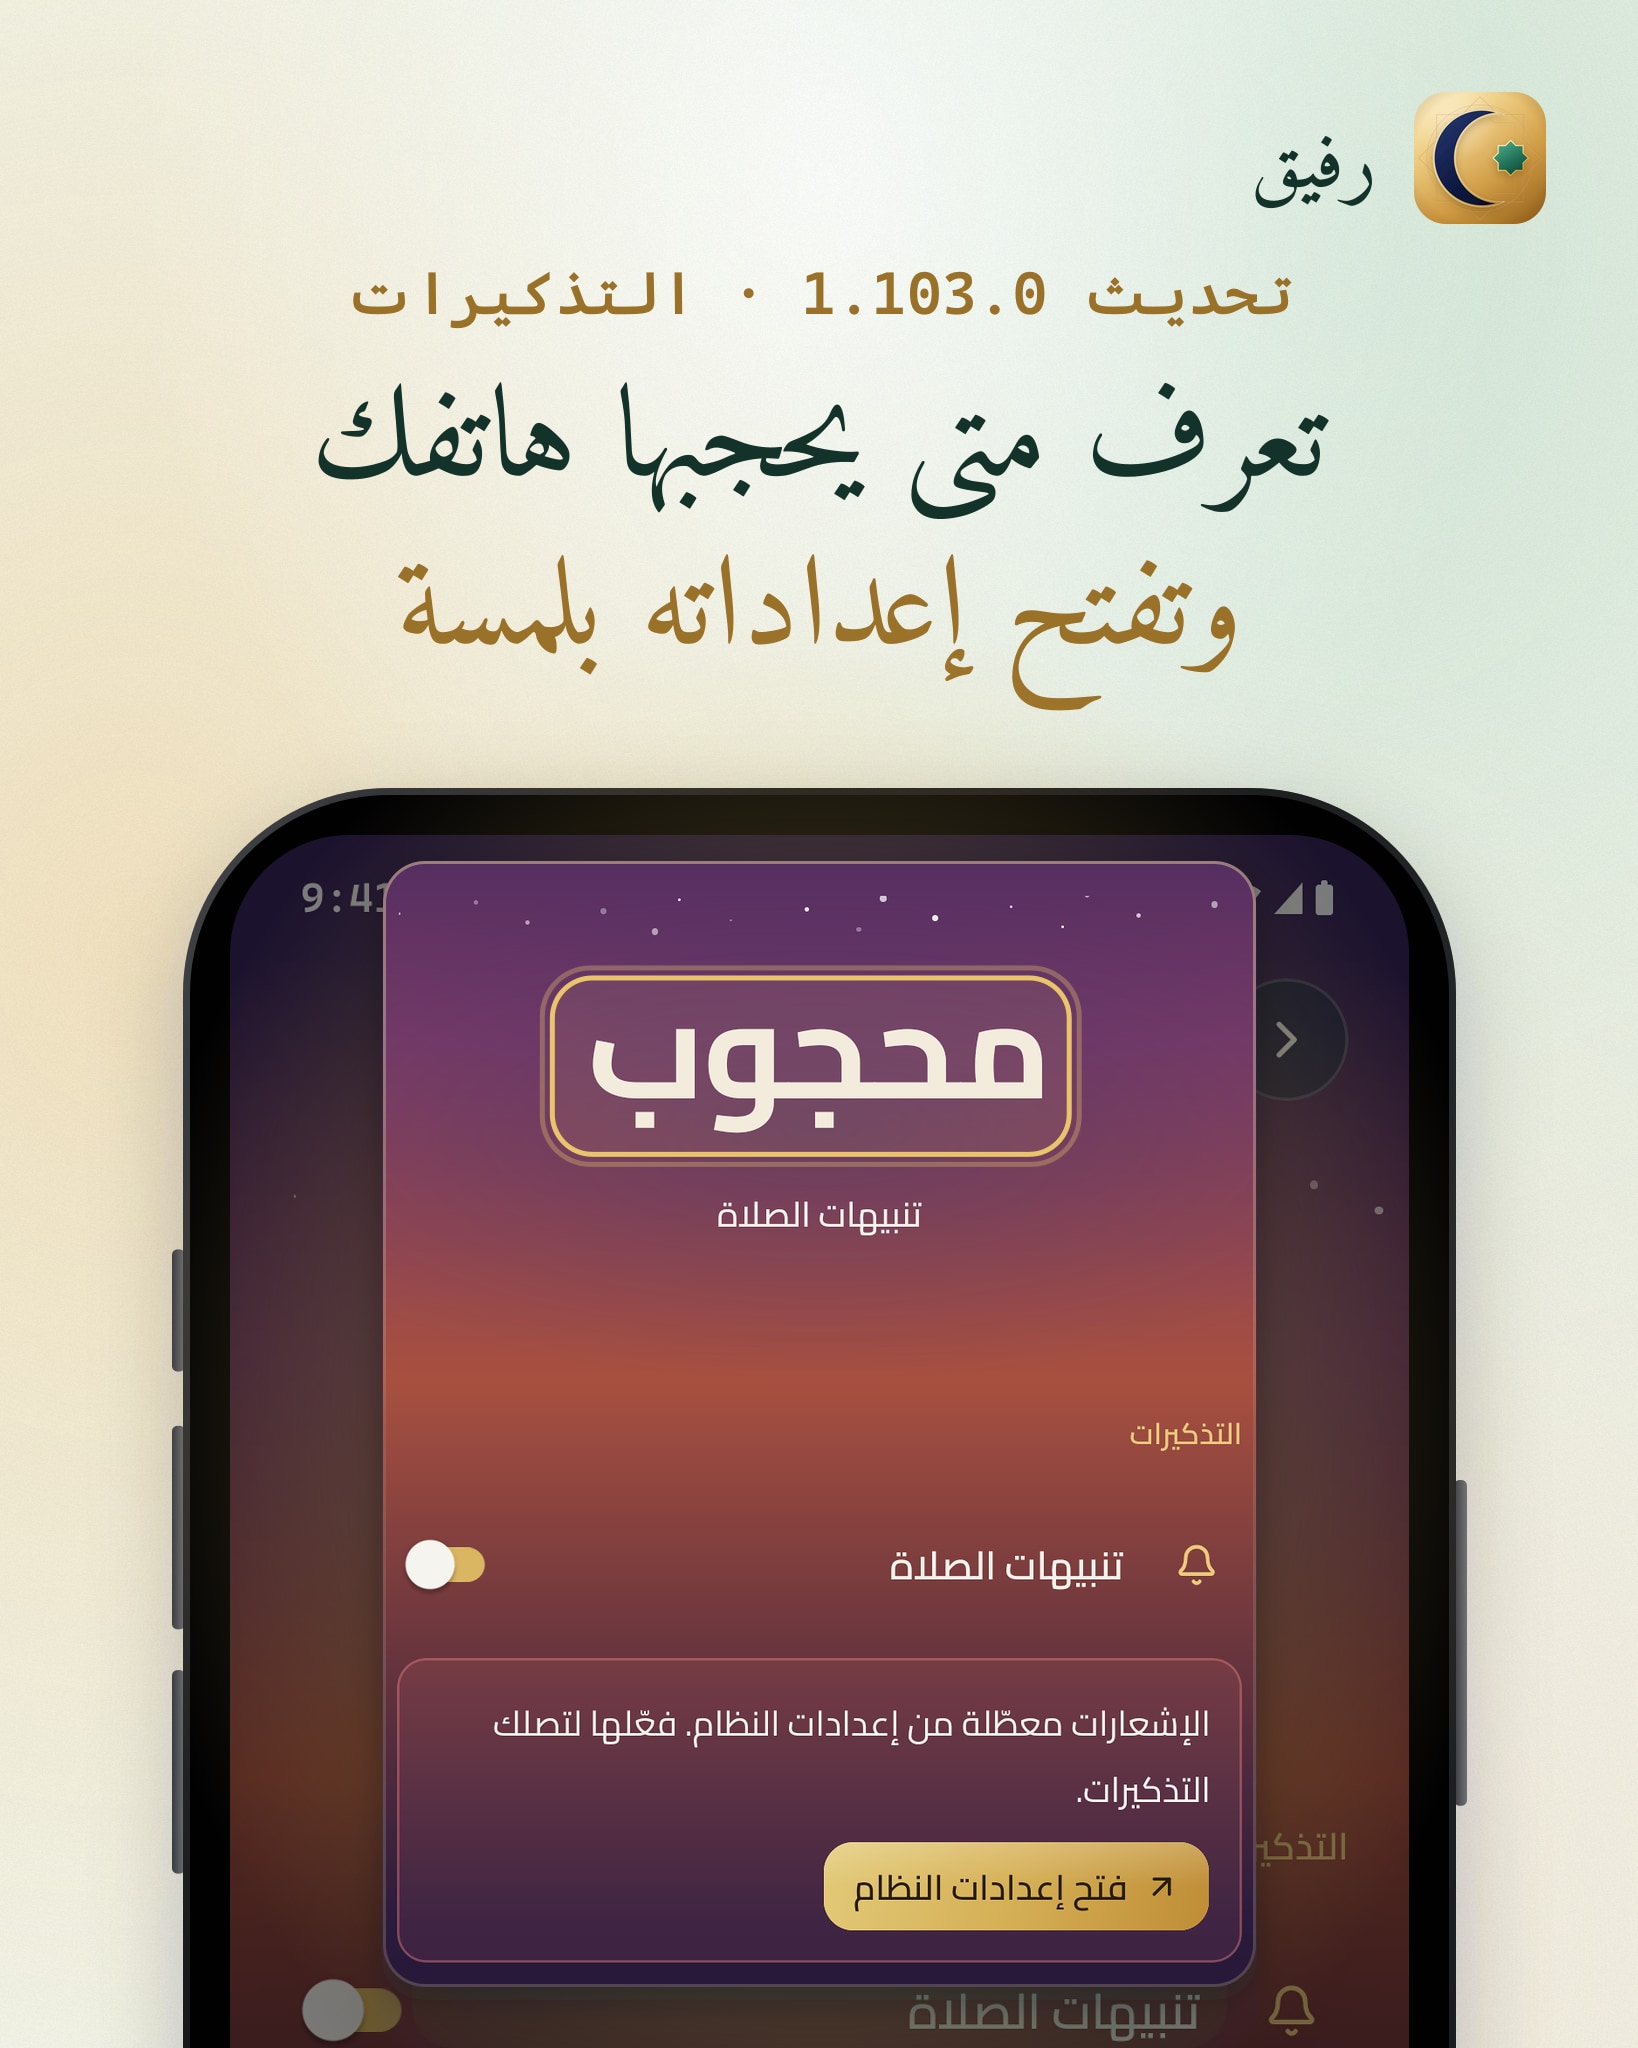 رفيق
تحديث 1.103.0 · التذكيرات
تعرف متى يحجبها هاتفك
وتفتح إعداداته بلمسة
9:41
محجوب
تنبيهات الصلاة
التذكيرات
تنبيهات الصلاة
الإشعارات معطّلة من إعدادات النظام. فعّلها لتصلك
التذكيرات.
فتح إعدادات النظام
التذكير
تنبيهات الصلاة